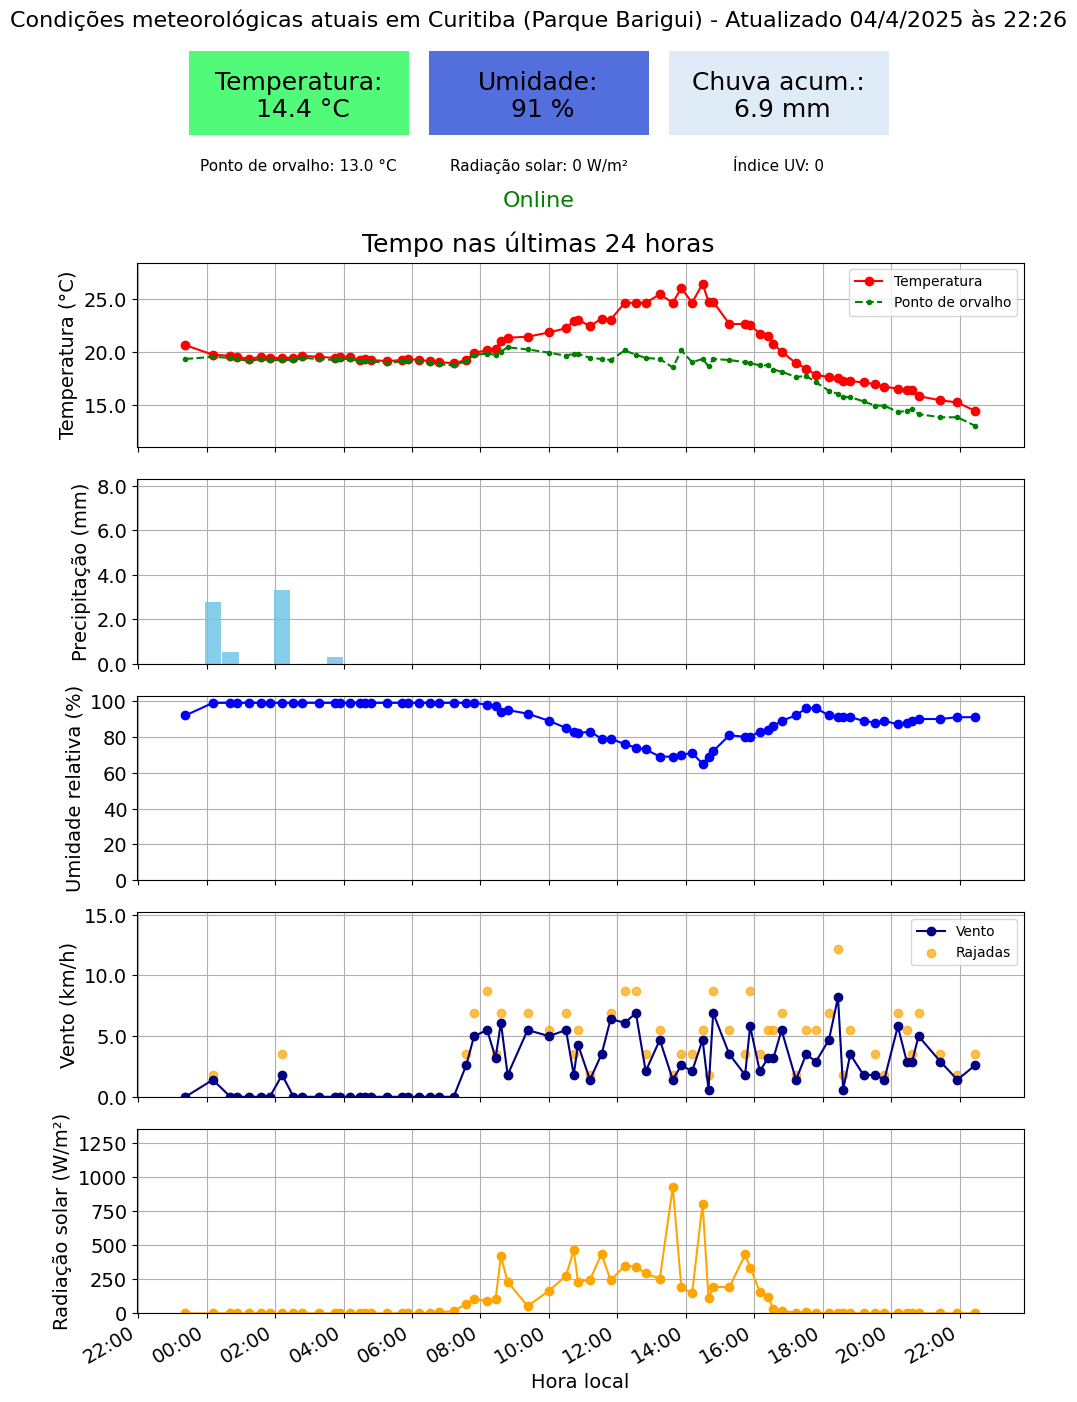 Condições meteorológicas atuais em Curitiba (Parque Barigui) - Atualizado 04/4/2025 às 22:26
Temperatura:
14.4 °C
Umidade:
91 %
Chuva acum.:
6.9 mm
Ponto de orvalho: 13.0 °C
Radiação solar: 0 W/m²
Índice UV: 0
Online
Tempo nas últimas 24 horas
Temperatura (°C)
25.0
20.0
15.0
Temperatura
Ponto de orvalho
Precipitação (mm)
8.0
6.0
4.0
2.0
0.0
Umidade relativa (%)
100
80
60
40
20
0
Vento (km/h)
15.0
10.0
5.0
0.0
Vento
Rajadas
Radiação solar (W/m²)
1250
1000
750
500
250
0
22:00
00:00
02:00
04:00
06:00
08:00
10:00
12:00
14:00
16:00
18:00
20:00
22:00
Hora local